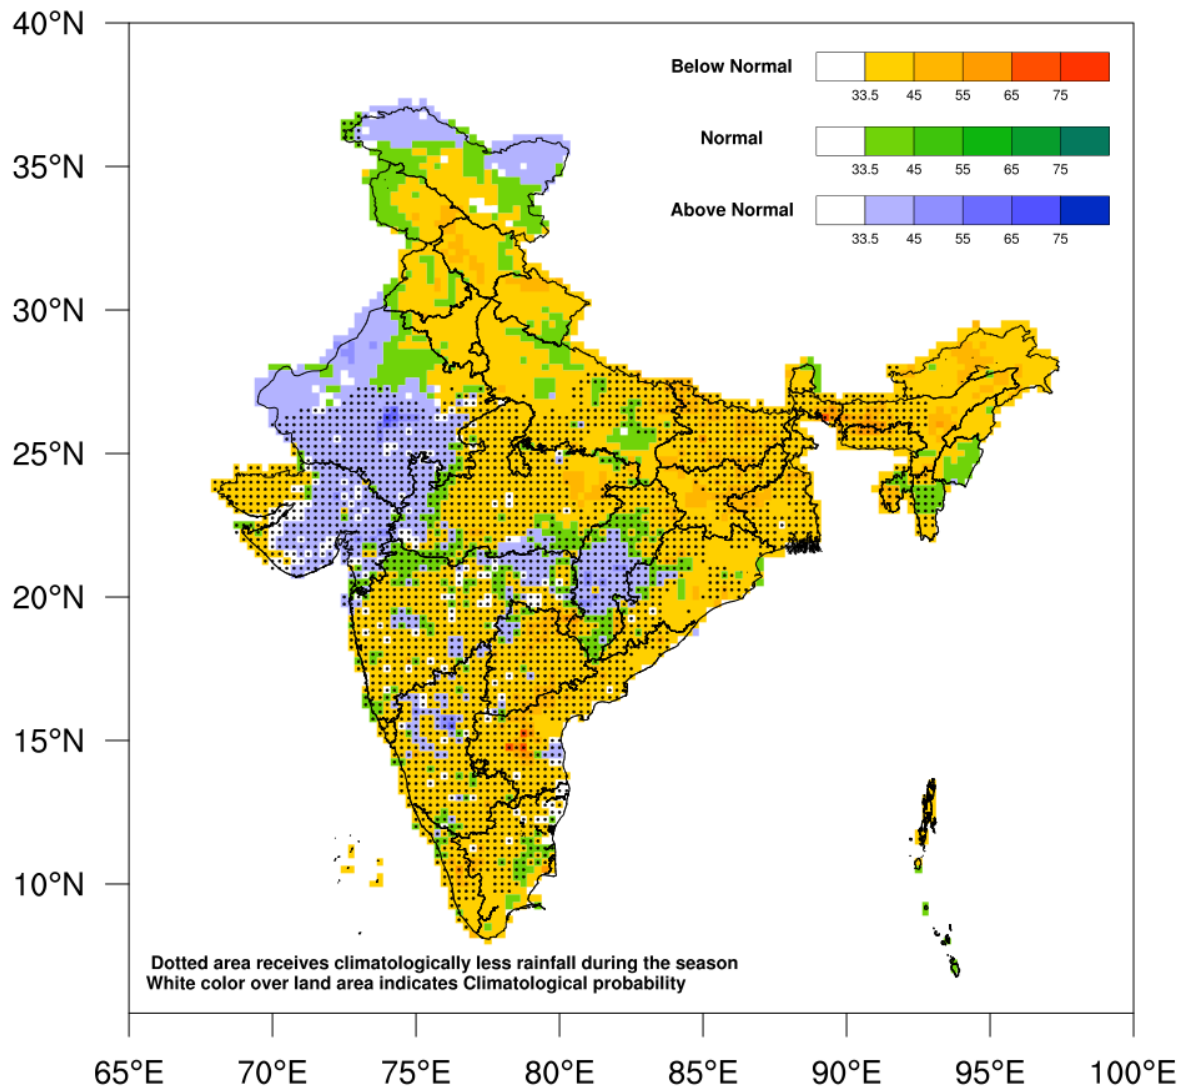 40°N
35°N
30°N
25°N
20°N
15°N
10°N
Below Normal
33.5 45 55 65 75
Normal
33.5 45 55 65 75
Above Normal
33.5 45 55 65 75
Dotted area receives climatologically less rainfall during the season
White color over land area indicates Climatological probability
65°E 70°E 75°E 80°E 85°E 90°E 95°E 100°E